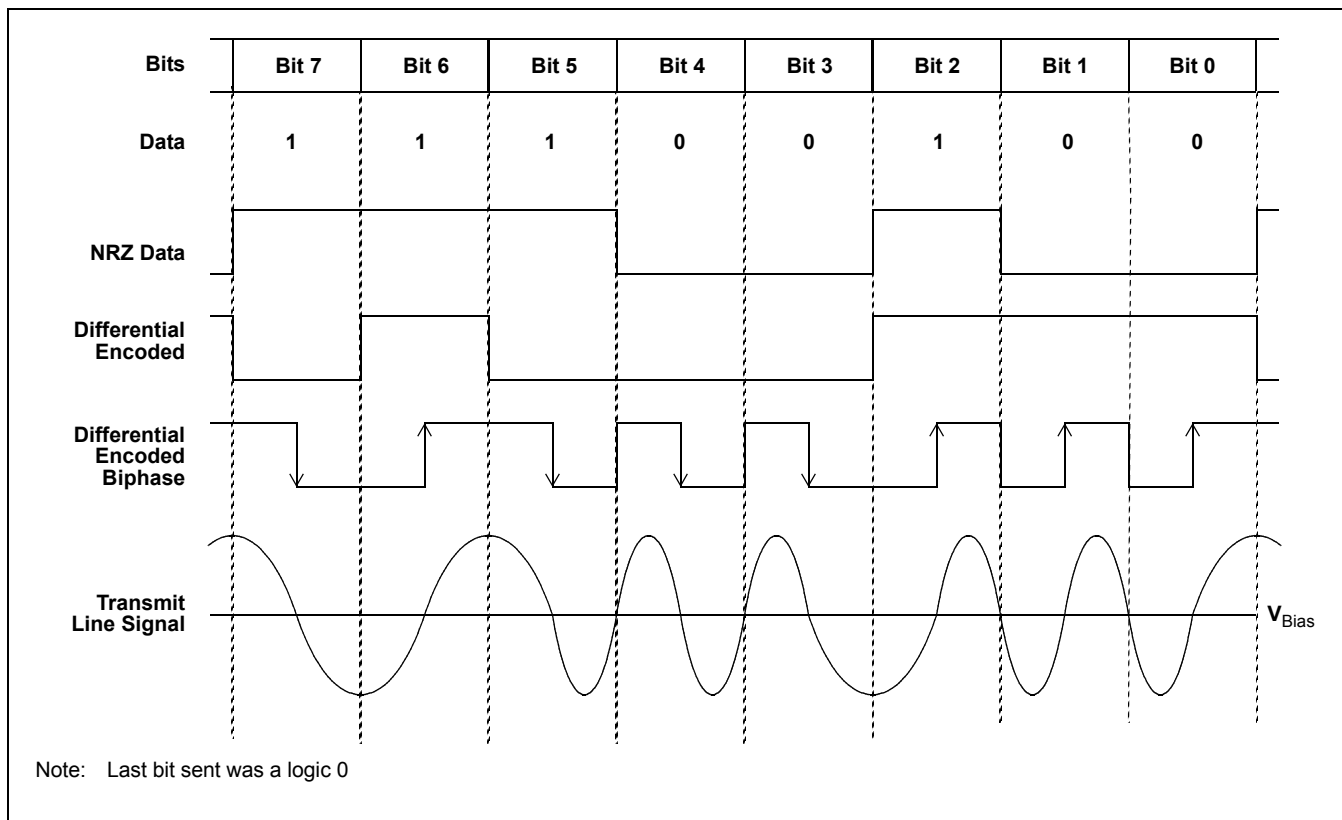 Bits Bit 7 Bit 6 Bit 5 Bit 4 Bit 3 Bit 2 Bit 1 Bit 0
Data 1 1 1 0 0 1 0 0
NRZ Data
Differential
Encoded
Differential
Encoded
Biphase
Transmit
Line Signal
VBias
Note: Last bit sent was a logic 0